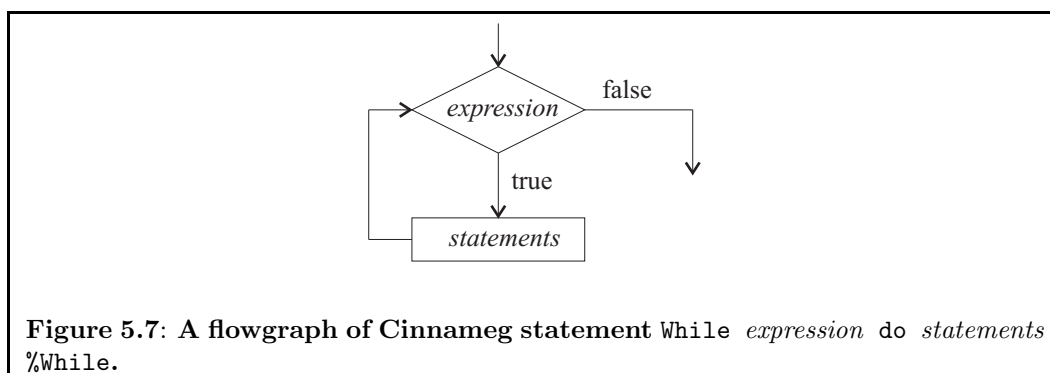 expression
false
true
statements
Figure 5.7: A flowgraph of Cinnameg statement While expression do statements
%While.